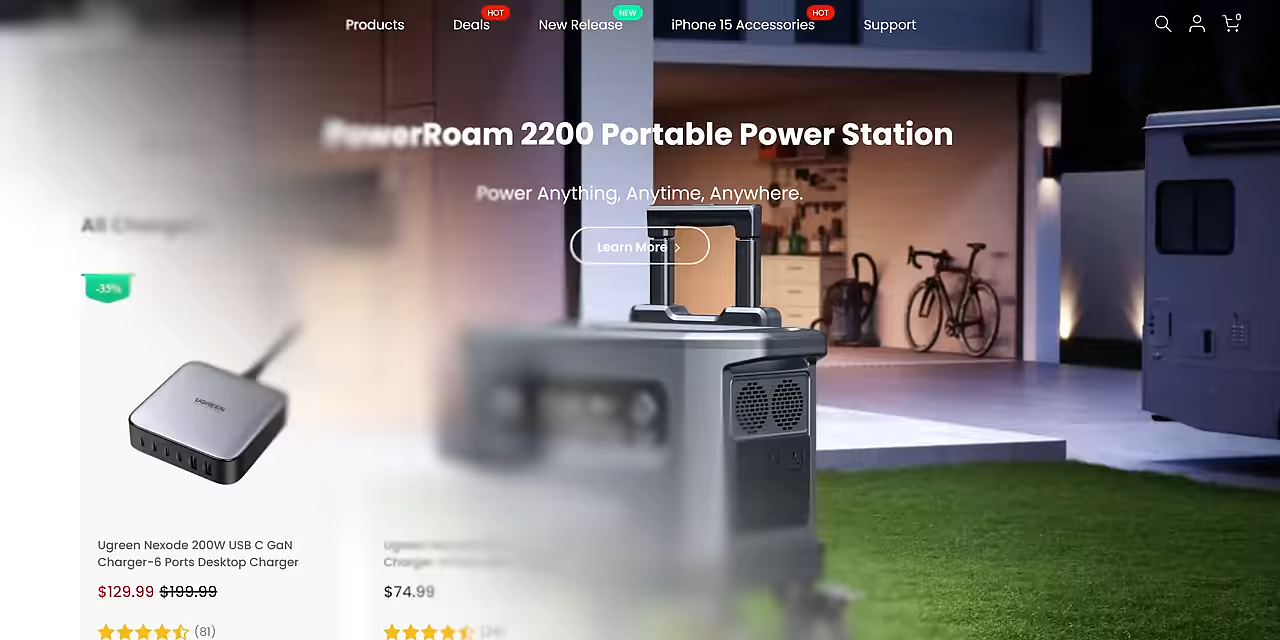 Products
Deals
HOT
New Release
NEW
iPhone 15 Accessories
HOT
Support
0
PowerRoam 2200 Portable Power Station
Power Anything, Anytime, Anywhere.
Learn More
-35%
UGREEN
Ugreen Nexode 200W USB C GaN
Charger-6 Ports Desktop Charger
$129.99 $199.99
(81)
$74.99